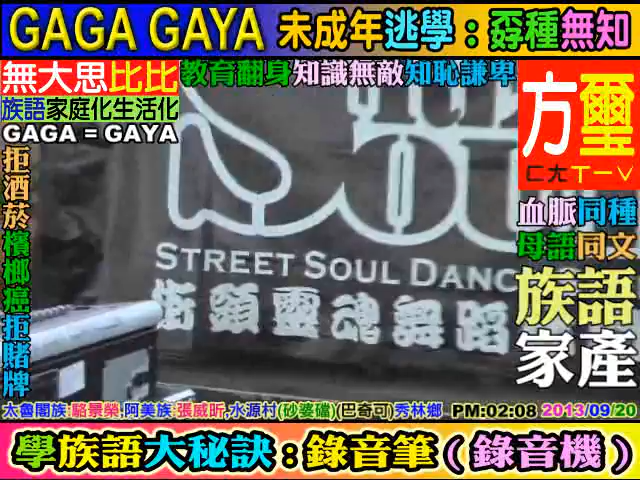 GAGA GAYA 未成年逃學：孬種無知
無大思比比
教育翻身知識無敵知恥謙卑
族語家庭化生活化
GAGA = GAYA
方璽
ㄈㄤㄒㄧˇ
拒酒菸檳榔癌拒賭牌
STREET SOUL DANC
街頭靈魂舞蹈
血脈同種
母語同文
族語
家產
太魯閣族:駱景榮,阿美族:張威昕,水源村(砂婆礑)(巴奇可)秀林鄉 PM:02:08 2013/09/20
學族語大秘訣：錄音筆（錄音機）